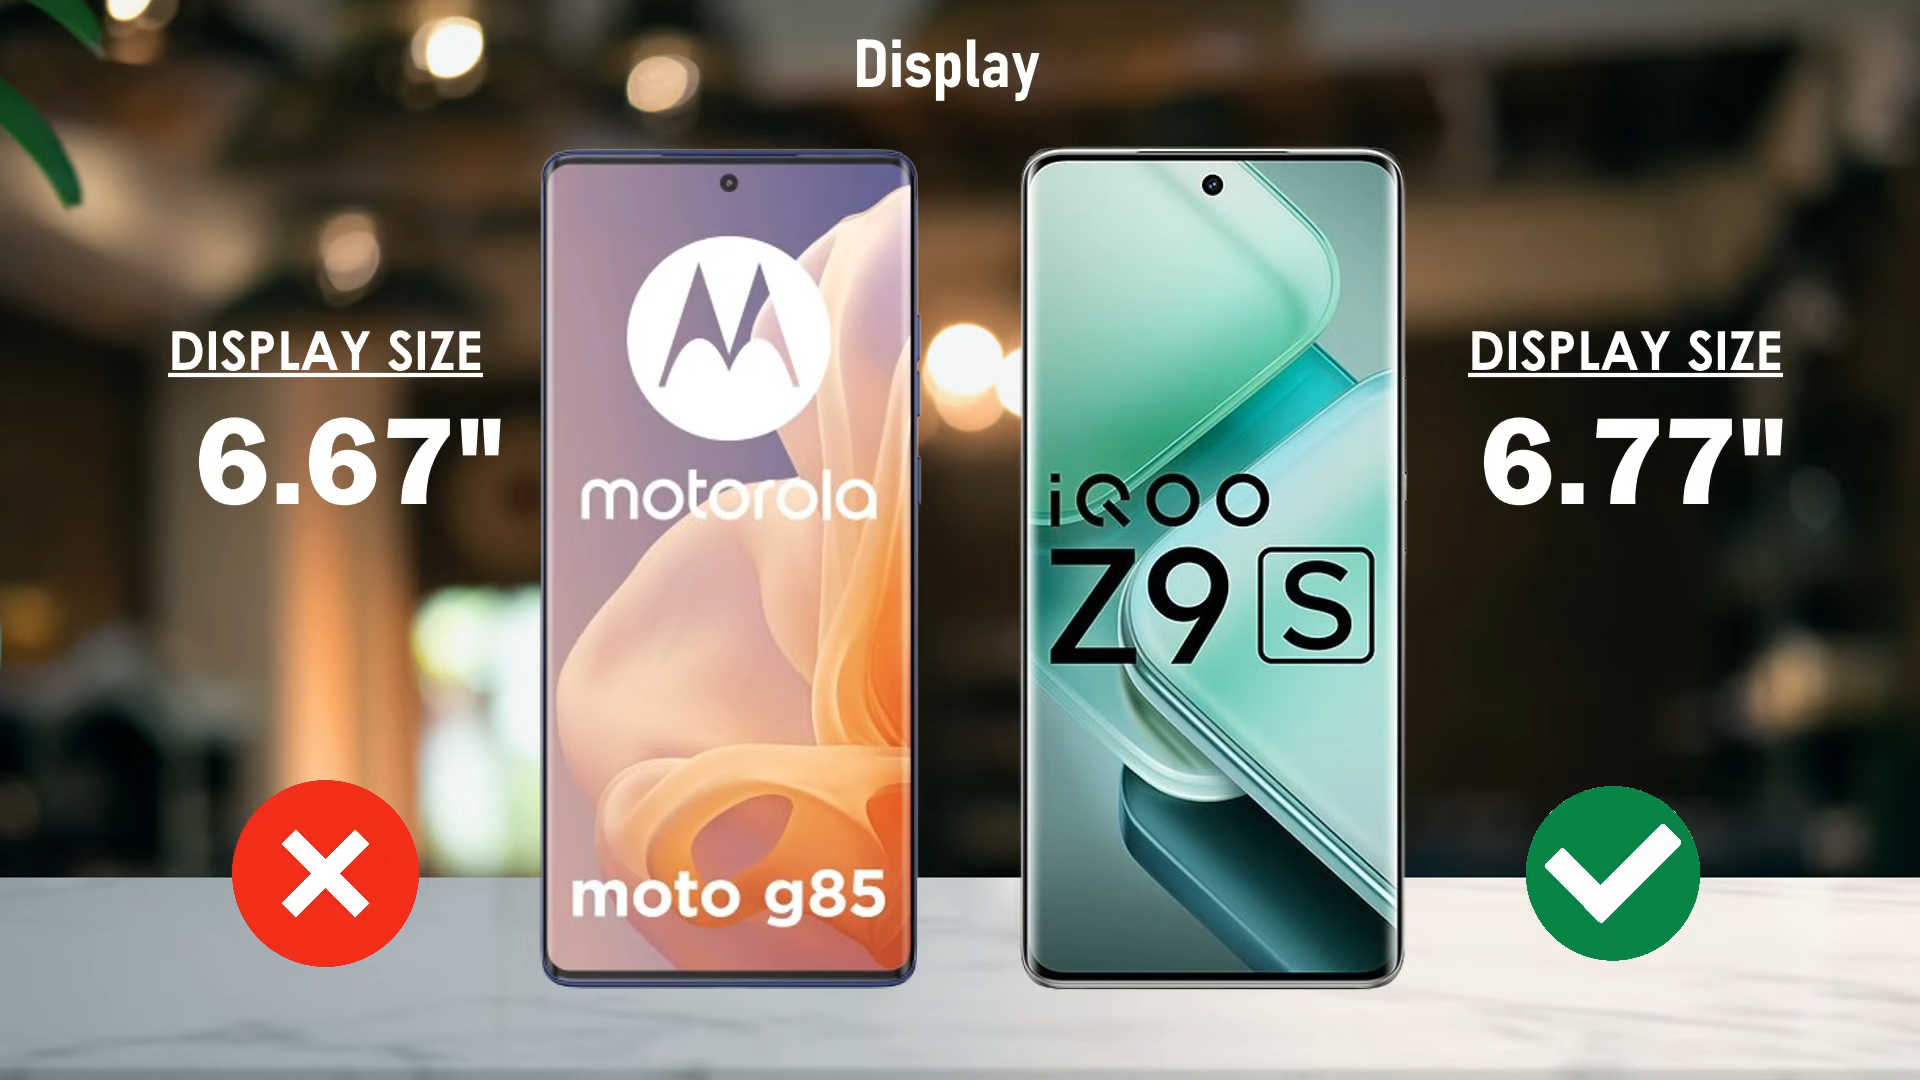 Display
DISPLAY SIZE
6.67"
motorola
moto g85
iQOO
Z9 S
DISPLAY SIZE
6.77"